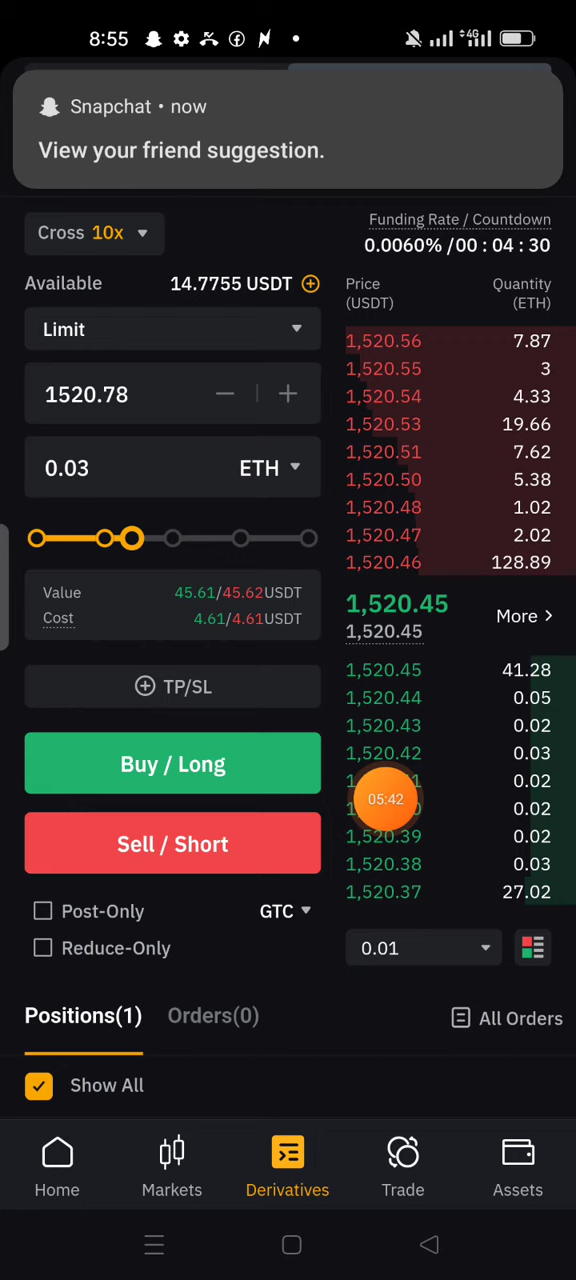 8:55
4G
Snapchat • now
View your friend suggestion.
Cross 10x
Funding Rate / Countdown
0.0060% /00 : 04 : 30
Available 14.7755 USDT
Limit
1520.78
0.03 ETH
Value 45.61/45.62USDT
Cost 4.61/4.61USDT
TP/SL
Buy / Long
Sell / Short
Post-Only GTC
Reduce-Only
Price Quantity
(USDT) (ETH)
1,520.56 7.87
1,520.55 3
1,520.54 4.33
1,520.53 19.66
1,520.51 7.62
1,520.50 5.38
1,520.48 1.02
1,520.47 2.02
1,520.46 128.89
1,520.45
1,520.45
More
1,520.45 41.28
1,520.44 0.05
1,520.43 0.02
1,520.42 0.03
0.02
05:42
0.02
1,520.39 0.02
1,520.38 0.03
1,520.37 27.02
0.01
Positions(1) Orders(0) All Orders
Show All
Home Markets Derivatives Trade Assets